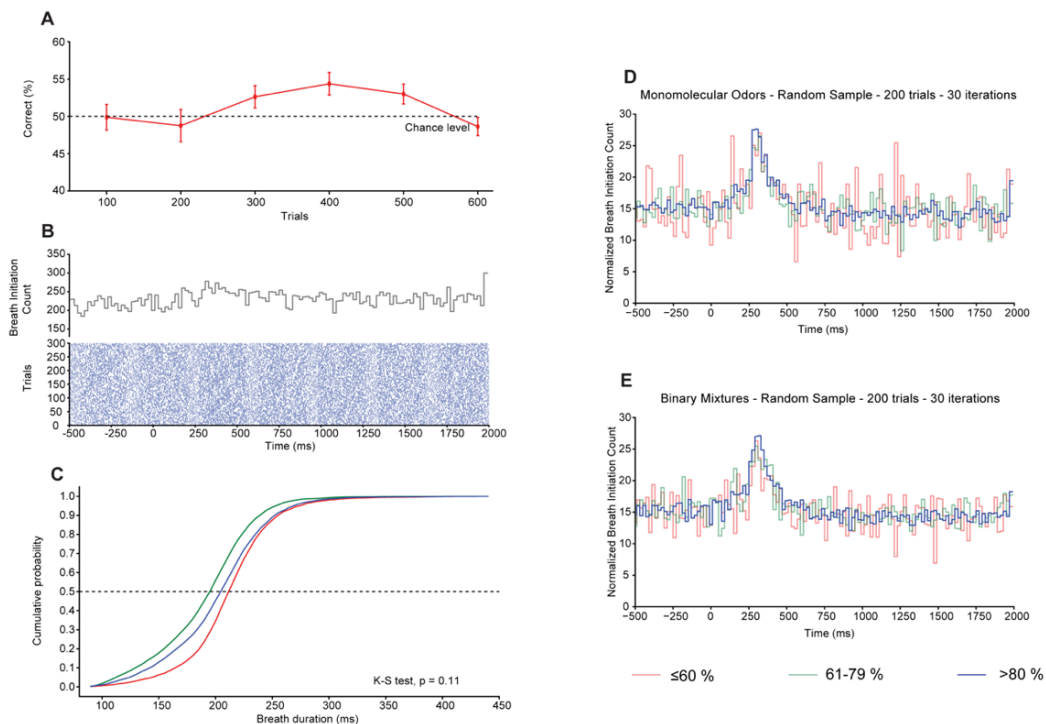 A
Correct (%)
60
55
50
45
40
Chance level
100 200 300 400 500 600
Trials
B
Breath Initiation
Count
350
300
250
200
150
Trials
300
250
200
150
100
50
0
-500 -250 0 250 500 750 1000 1250 1500 1750 2000
Time (ms)
C
Cumulative probability
1.0
0.9
0.8
0.7
0.6
0.5
0.4
0.3
0.2
0.1
0.0
K-S test, p = 0.11
100 150 200 250 300 350 400 450
Breath duration (ms)
D
Monomolecular Odors - Random Sample - 200 trials - 30 iterations
Normalized Breath Initiation Count
30
25
20
15
10
5
0
−500 −250 0 250 500 750 1000 1250 1500 1750 2000
Time (ms)
E
Binary Mixtures - Random Sample - 200 trials - 30 iterations
Normalized Breath Initiation Count
30
25
20
15
10
5
0
−500 −250 0 250 500 750 1000 1250 1500 1750 2000
Time (ms)
≤60 % 61-79 % >80 %